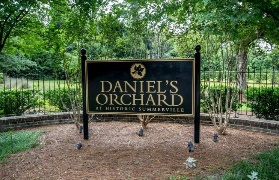 DANIEL'S
ORCHARD
AT HISTORIC SUMMERVILLE